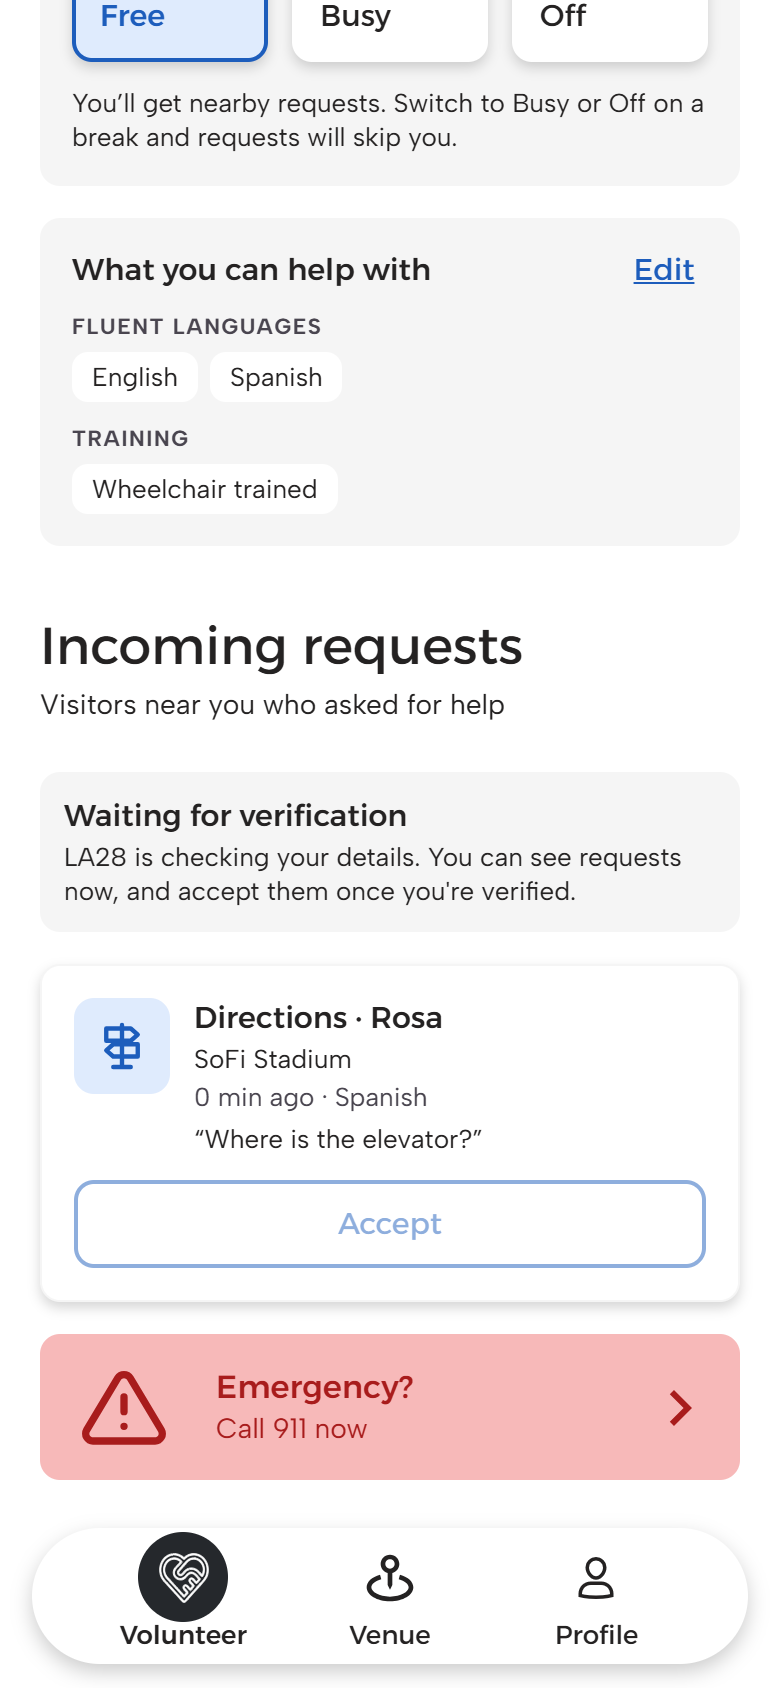 Free
Busy
Off
You’ll get nearby requests. Switch to Busy or Off on a
break and requests will skip you.
What you can help with
Edit
FLUENT LANGUAGES
English
Spanish
TRAINING
Wheelchair trained
Incoming requests
Visitors near you who asked for help
Waiting for verification
LA28 is checking your details. You can see requests
now, and accept them once you're verified.
Directions · Rosa
SoFi Stadium
0 min ago · Spanish
“Where is the elevator?”
Accept
Emergency?
Call 911 now
Volunteer
Venue
Profile